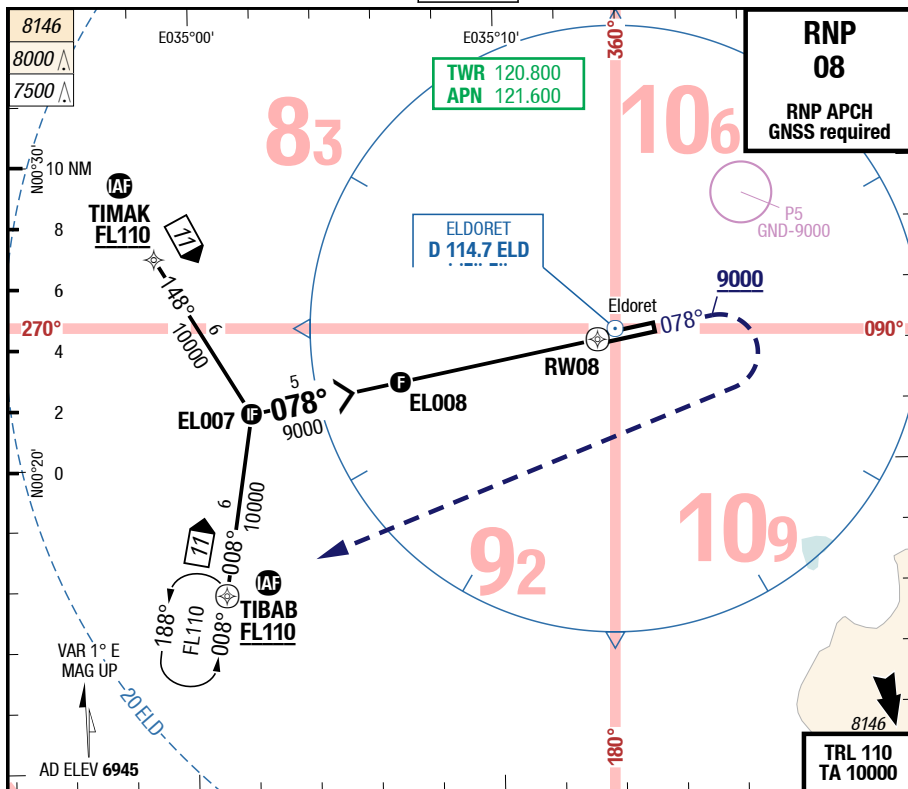 8146
8000
7500
E035°00'
E035°10'
360°
TWR 120.800
APN 121.600
RNP
08
RNP APCH
GNSS required
83
106
N00°30'
10 NM
8
6
4
2
0
N00°20'
IAF
TIMAK
FL110
11
148°
6
10000
ELDORET
D 114.7 ELD
P5
GND-9000
9000
Eldoret
078°
270°
090°
RW08
EL007
IF
5
078°
9000
F
EL008
6
10000
11
008°
92
109
IAF
TIBAB
FL110
188°
FL110
008°
VAR 1° E
MAG UP
20 ELD
AD ELEV 6945
180°
8146
TRL 110
TA 10000